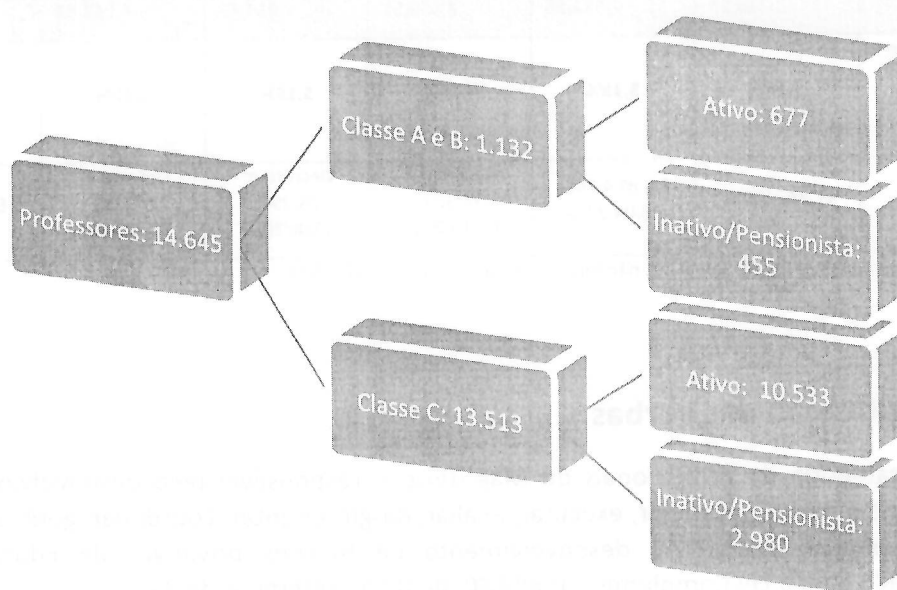 Professores: 14.645
Classe A e B: 1.132
Ativo: 677
Inativo/Pensionista:
455
Classe C: 13.513
Ativo: 10.533
Inativo/Pensionista:
2.980